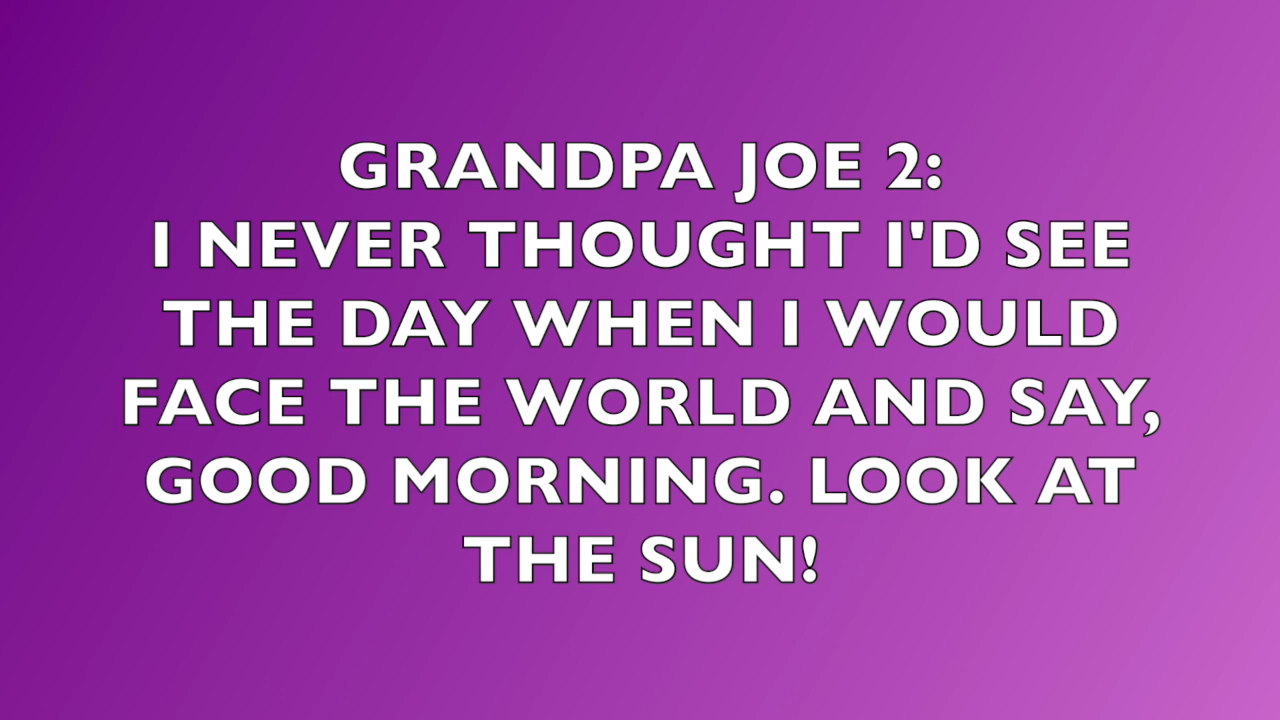 GRANDPA JOE 2:
I NEVER THOUGHT I'D SEE
THE DAY WHEN I WOULD
FACE THE WORLD AND SAY,
GOOD MORNING. LOOK AT
THE SUN!